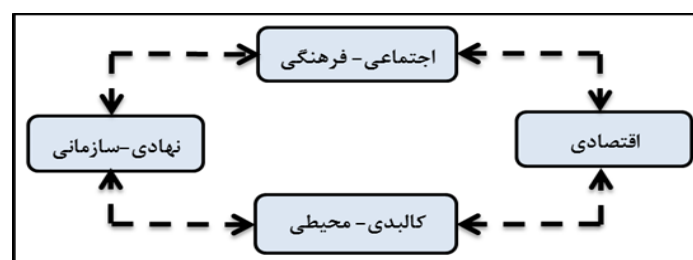 اجتماعی- فرهنگی
اقتصادی
نهادی-سازمانی
کالبدی- محیطی